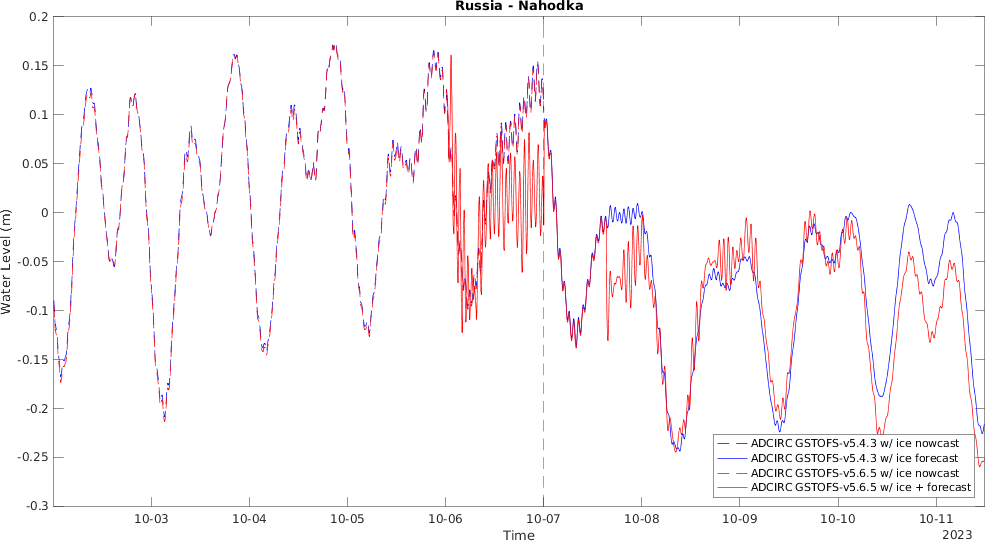 Russia - Nahodka
0.2
0.15
0.1
0.05
0
-0.05
-0.1
-0.15
-0.2
-0.25
-0.3
Water Level (m)
10-03 10-04 10-05 10-06 10-07 10-08 10-09 10-10 10-11
Time
2023
ADCIRC GSTOFS-v5.4.3 w/ ice nowcast
ADCIRC GSTOFS-v5.4.3 w/ ice forecast
ADCIRC GSTOFS-v5.6.5 w/ ice nowcast
ADCIRC GSTOFS-v5.6.5 w/ ice + forecast